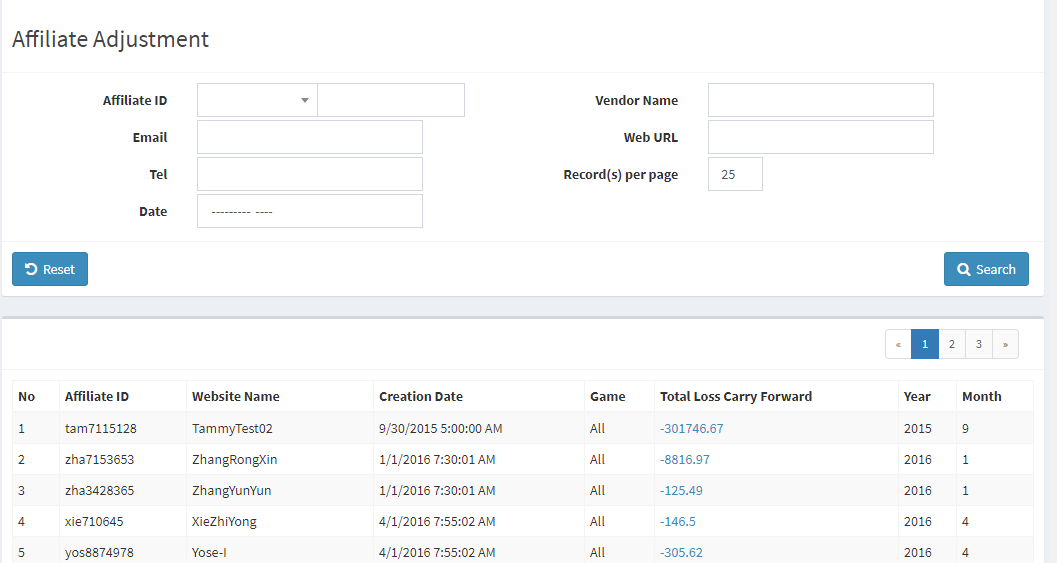 Affiliate Adjustment
Affiliate ID Vendor Name
Email Web URL
Tel Record(s) per page 25
Date --------- ----
Reset Search
« 1 2 3 »
No Affiliate ID Website Name Creation Date Game Total Loss Carry Forward Year Month
1 tam7115128 TammyTest02 9/30/2015 5:00:00 AM All -301746.67 2015 9
2 zha7153653 ZhangRongXin 1/1/2016 7:30:01 AM All -8816.97 2016 1
3 zha3428365 ZhangYunYun 1/1/2016 7:30:01 AM All -125.49 2016 1
4 xie710645 XieZhiYong 4/1/2016 7:55:02 AM All -146.5 2016 4
5 yos8874978 Yose-I 4/1/2016 7:55:02 AM All -305.62 2016 4